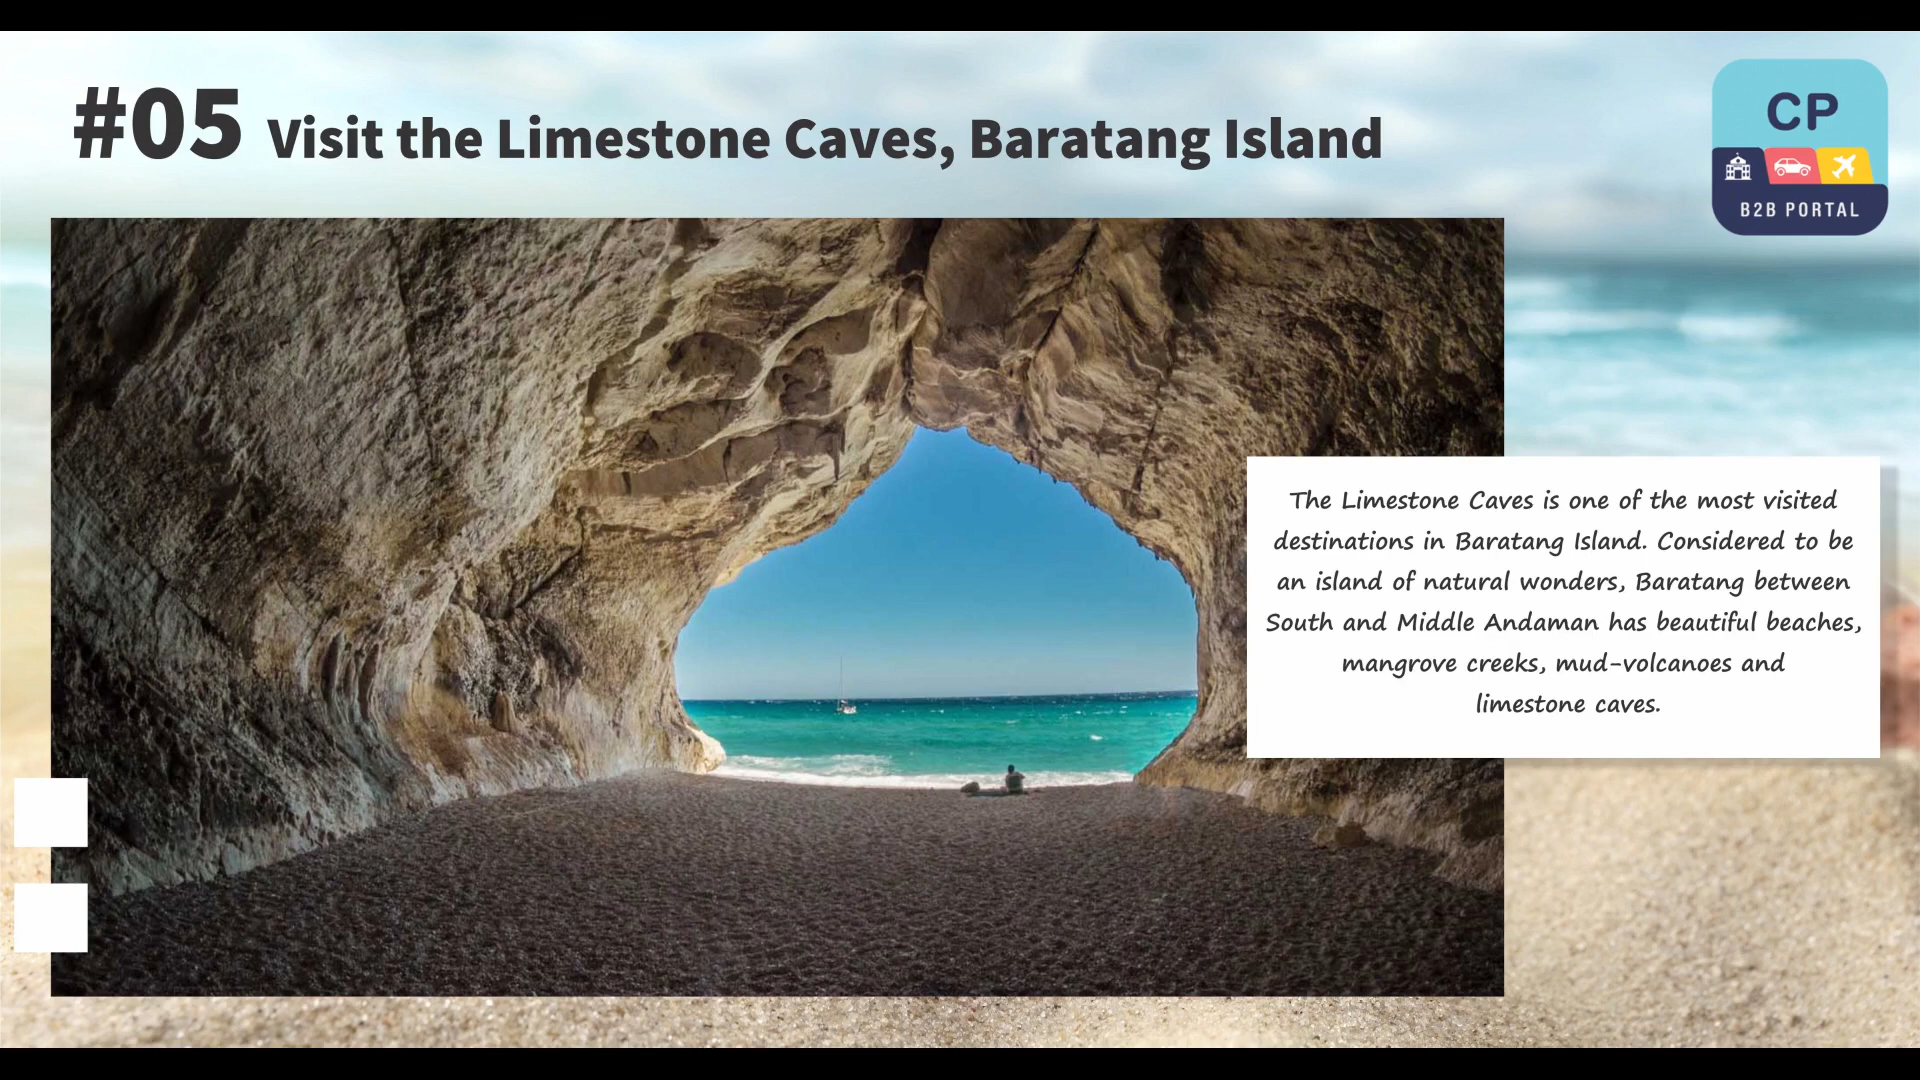 #05 Visit the Limestone Caves, Baratang Island
CP
B2B PORTAL
The Limestone Caves is one of the most visited
destinations in Baratang Island. Considered to be
an island of natural wonders, Baratang between
South and Middle Andaman has beautiful beaches,
mangrove creeks, mud-volcanoes and
limestone caves.